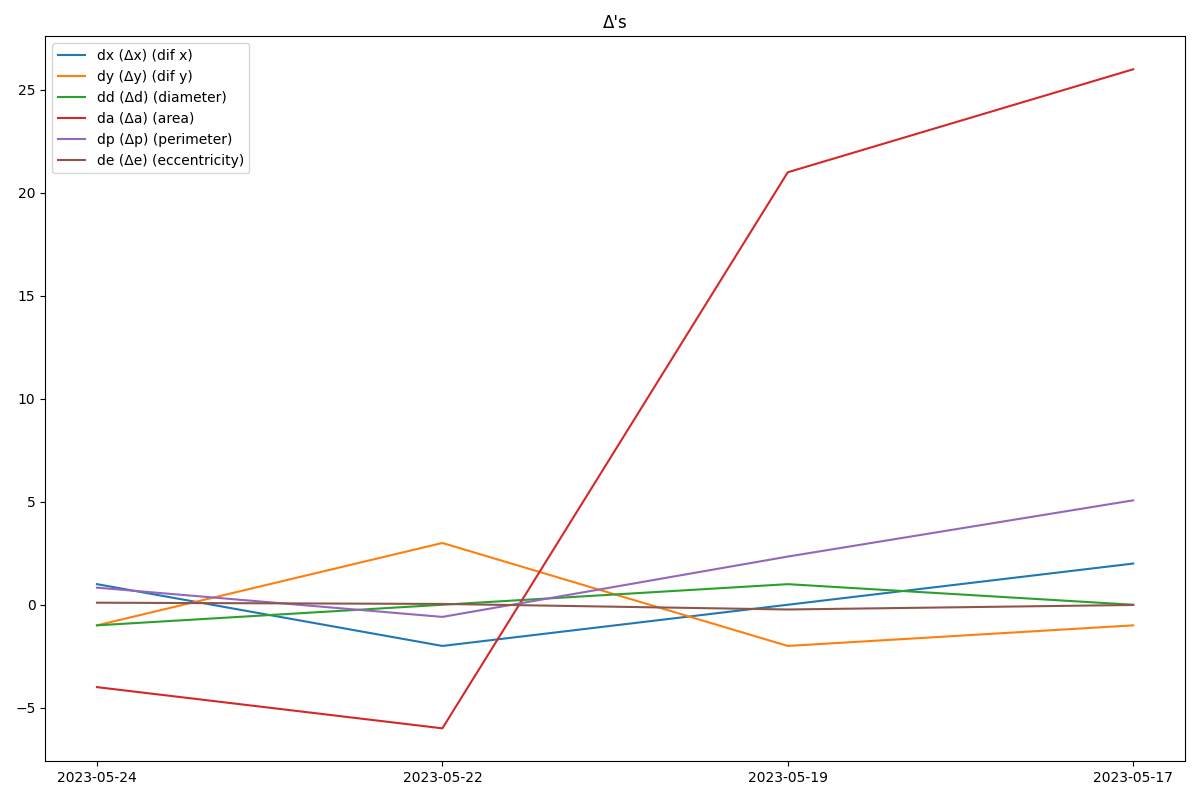 Δ's
dx (Δx) (dif x)
dy (Δy) (dif y)
dd (Δd) (diameter)
da (Δa) (area)
dp (Δp) (perimeter)
de (Δe) (eccentricity)
25
20
15
10
5
0
−5
2023-05-24 2023-05-22 2023-05-19 2023-05-17